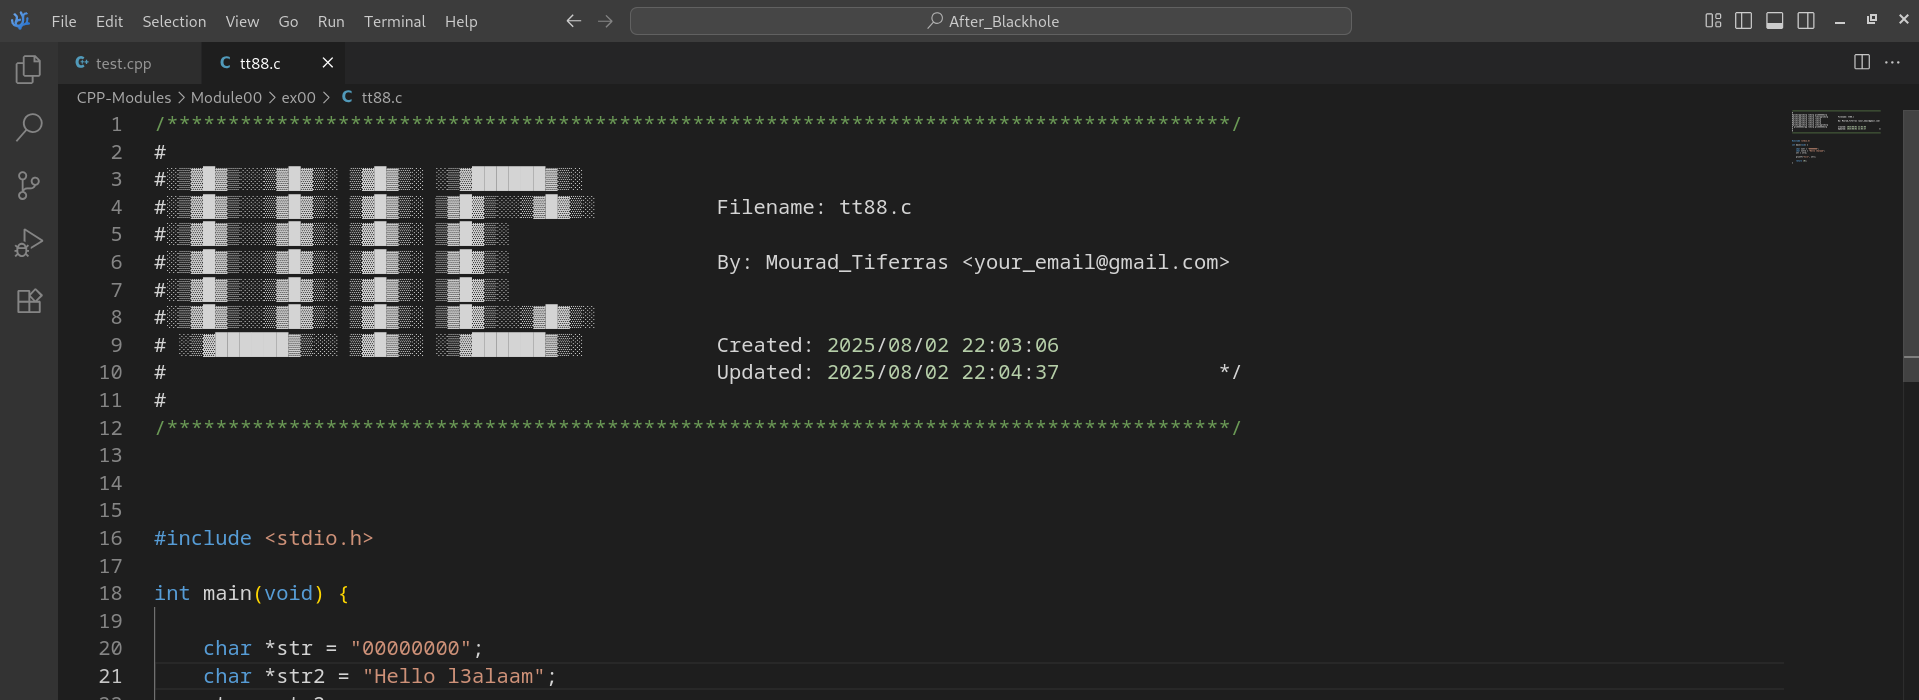 File Edit Selection View Go Run Terminal Help After_Blackhole
test.cpp tt88.c
CPP-Modules > Module00 > ex00 > C tt88.c
1 /***************************************************************************************/
2 #
3 #░▒▓█▓▒░░▒▓█▓▒░ ▒▓█▓▒░ ░▒▓██████▓▒░
4 #░▒▓█▓▒░░▒▓█▓▒░ ▒▓█▓▒░ ▒▓█▓▒░░▒▓█▓▒░ Filename: tt88.c
5 #░▒▓█▓▒░░▒▓█▓▒░ ▒▓█▓▒░ ▒▓█▓▒░
6 #░▒▓█▓▒░░▒▓█▓▒░ ▒▓█▓▒░ ▒▓█▓▒░ By: Mourad_Tiferras <your_email@gmail.com>
7 #░▒▓█▓▒░░▒▓█▓▒░ ▒▓█▓▒░ ▒▓█▓▒░
8 #░▒▓█▓▒░░▒▓█▓▒░ ▒▓█▓▒░ ▒▓█▓▒░░▒▓█▓▒░
9 # ░▒▓██████▓▒░░ ▒▓█▓▒░ ░▒▓██████▓▒░ Created: 2025/08/02 22:03:06
10 # Updated: 2025/08/02 22:04:37 */
11 #
12 /***************************************************************************************/
13
14
15
16 #include <stdio.h>
17
18 int main(void) {
19
20 char *str = "00000000";
21 char *str2 = "Hello l3alaam";